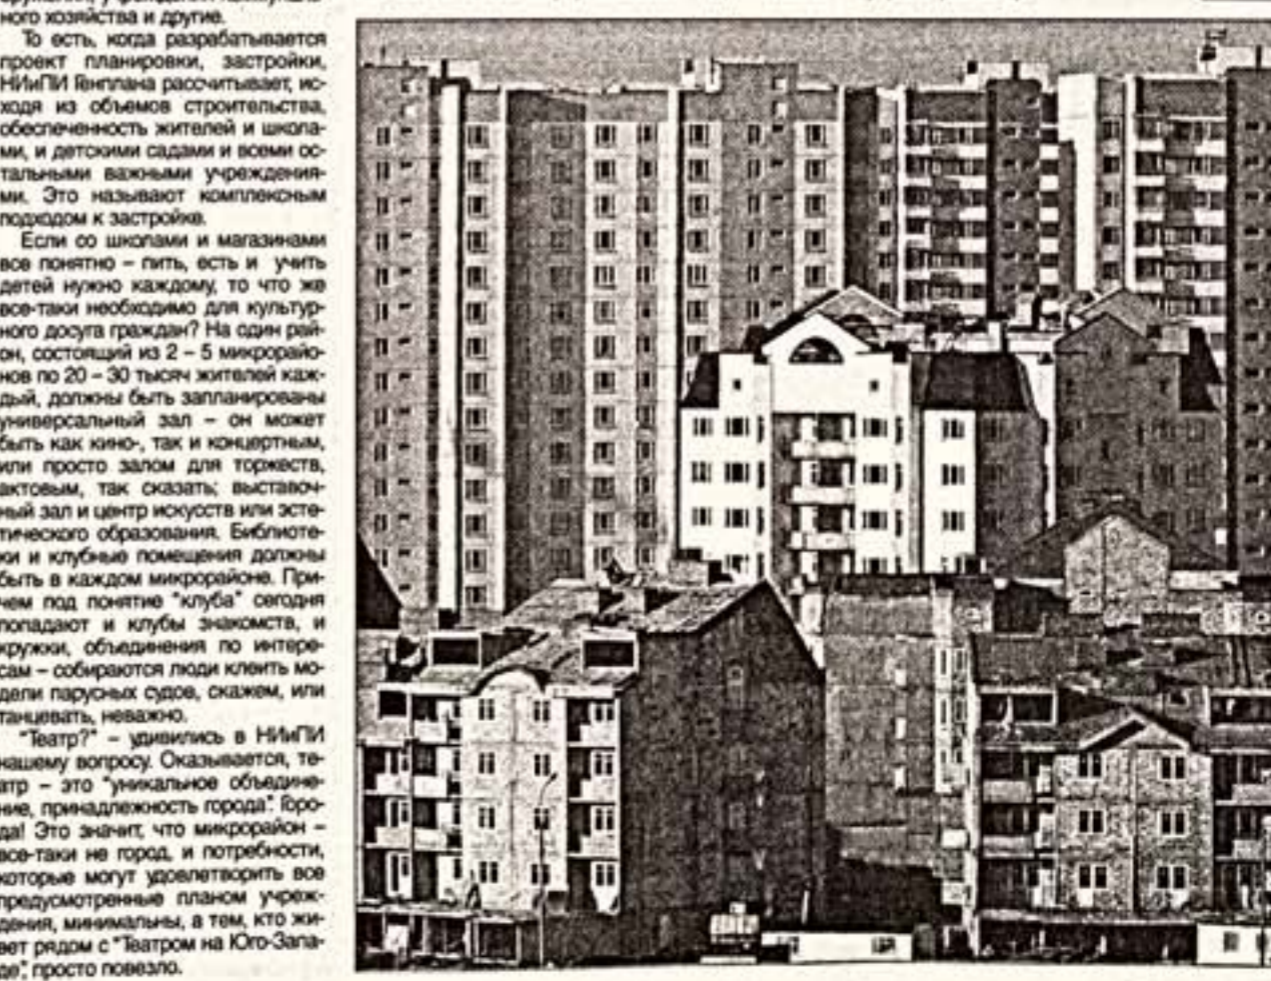 ного хозяйства и другие.
То есть, когда разрабатывается
проект планировки, застройки,
НИиПИ Генплана рассчитывает, ис-
ходя из объемов строительства,
обеспеченность жителей и школа-
ми, и детскими садами и всеми ос-
тальными важными учреждения-
ми. Это называют комплексным
подходом к застройке.
Если со школами и магазинами
все понятно – пить, есть и учить
детей нужно каждому, то что же
все-таки необходимо для культур-
ного досуга граждан? На один рай-
он, состоящий из 2 – 5 микрорайо-
нов по 20 – 30 тысяч жителей каж-
дый, должны быть запланированы
универсальный зал – он может
быть как кино-, так и концертным,
или просто залом для торжеств,
актовым, так сказать; выставоч-
ный зал и центр искусств или эсте-
тического образования. Библиоте-
ки и клубные помещения должны
быть в каждом микрорайоне. При-
чем под понятие "клуба" сегодня
попадают и клубы знакомств, и
кружки, объединения по интере-
сам – собираются люди клеить мо-
дели парусных судов, скажем, или
танцевать, неважно.
"Театр?" – удивились в НИиПИ
нашему вопросу. Оказывается, те-
атр – это "уникальное объедине-
ние, принадлежность города". Горо-
да! Это значит, что микрорайон –
все-таки не город, и потребности,
которые могут удовлетворить все
предусмотренные планом учреж-
дения, минимальны, а тем, кто жи-
вет рядом с "Театром на Юго-Запа-
де", просто повезло.